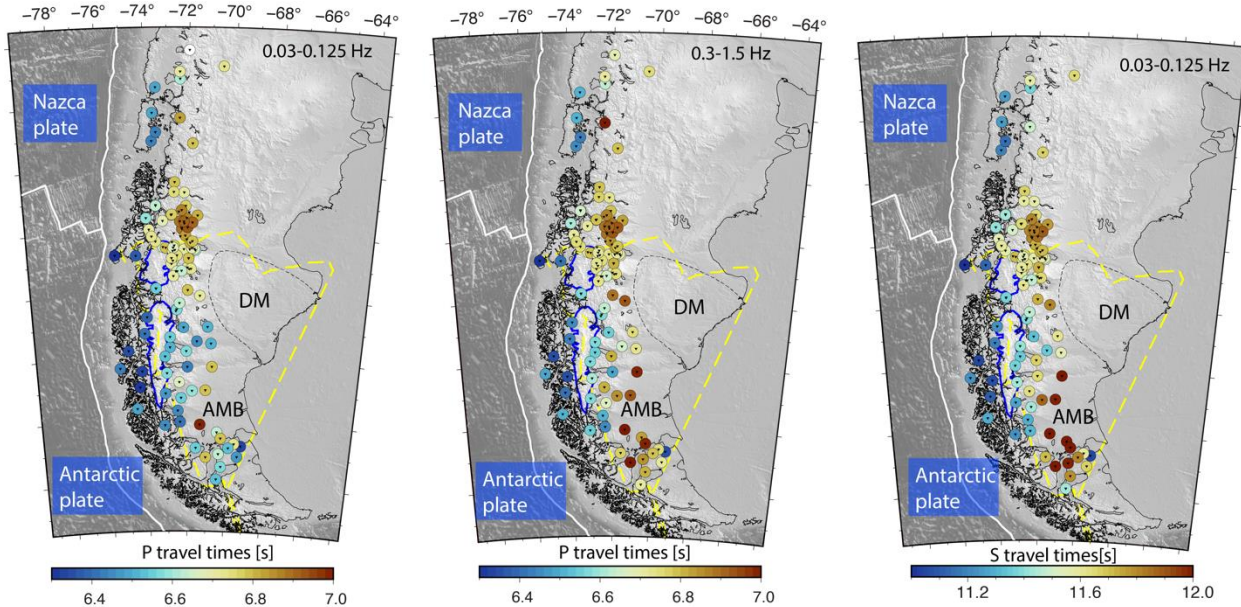 −78° −76° −74° −72° −70° −68° −66° −64°
0.03-0.125 Hz
Nazca
plate
DM
AMB
Antarctic
plate
P travel times [s]
6.4 6.6 6.8 7.0
−78° −76° −74° −72° −70° −68° −66° −64°
0.3-1.5 Hz
Nazca
plate
DM
AMB
Antarctic
plate
P travel times [s]
6.4 6.6 6.8 7.0
0.03-0.125 Hz
Nazca
plate
DM
AMB
Antarctic
plate
S travel times[s]
11.2 11.6 12.0